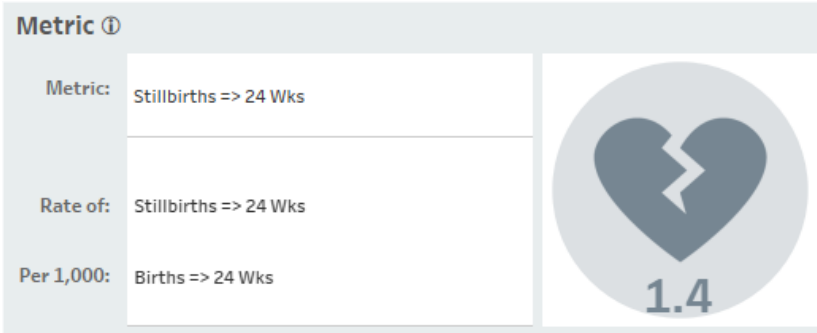 Metric ⓘ
Metric:
Stillbirths => 24 Wks
Rate of:
Stillbirths => 24 Wks
Per 1,000:
Births => 24 Wks
1.4